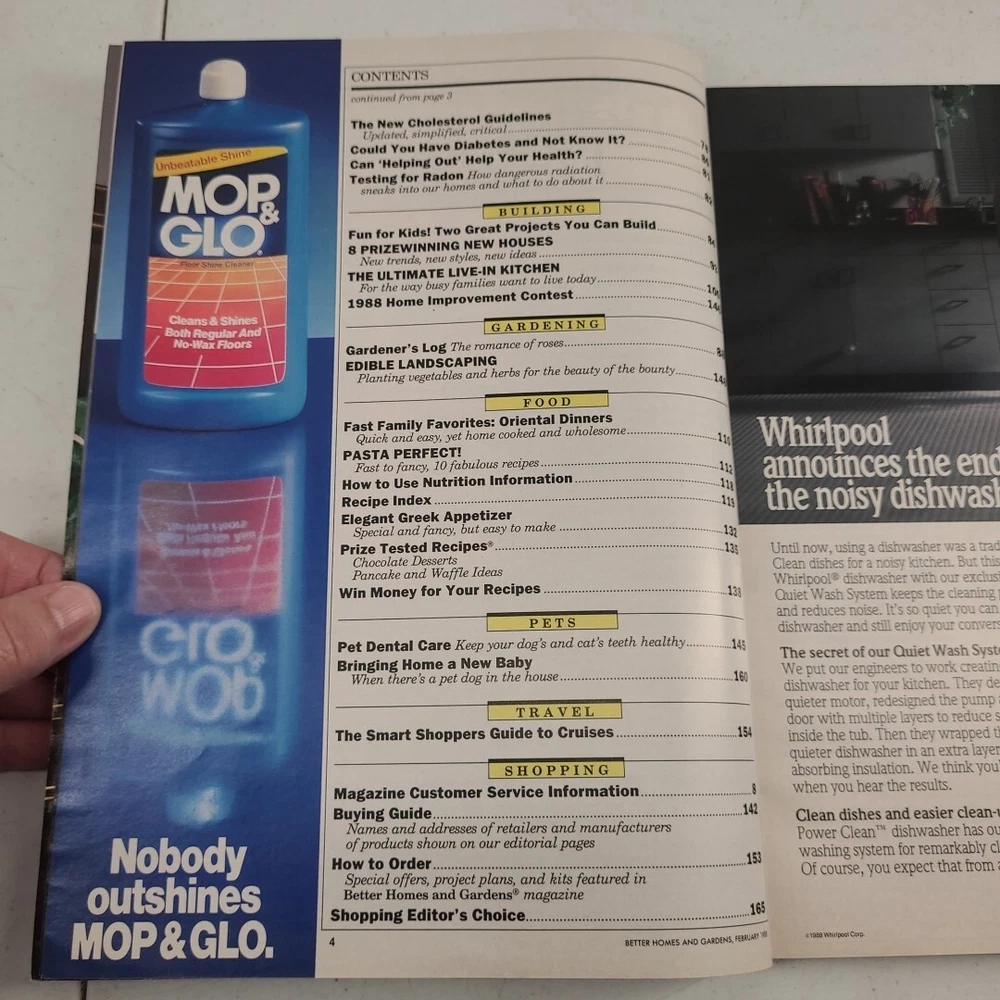 Unbeatable Shine
MOP
&
GLO®
Floor Shine Cleaner
Cleans & Shines
Both Regular And
No-Wax Floors
Nobody
outshines
MOP & GLO.
CONTENTS
continued from page 3
The New Cholesterol Guidelines
Updated, simplified, critical
Could You Have Diabetes and Not Know It?
Can 'Helping Out' Help Your Health?
Testing for Radon How dangerous radiation
sneaks into our homes and what to do about it
BUILDING
Fun for Kids! Two Great Projects You Can Build
8 PRIZEWINNING NEW HOUSES
New trends, new styles, new ideas
THE ULTIMATE LIVE-IN KITCHEN
For the way busy families want to live today
1988 Home Improvement Contest
GARDENING
Gardener's Log The romance of roses
EDIBLE LANDSCAPING
Planting vegetables and herbs for the beauty of the bounty
FOOD
Fast Family Favorites: Oriental Dinners
Quick and easy, yet home cooked and wholesome
PASTA PERFECT!
Fast to fancy, 10 fabulous recipes 112
How to Use Nutrition Information 118
Recipe Index 119
Elegant Greek Appetizer
Special and fancy, but easy to make 132
Prize Tested Recipes® 135
Chocolate Desserts
Pancake and Waffle Ideas
Win Money for Your Recipes 138
PETS
Pet Dental Care Keep your dog's and cat's teeth healthy 145
Bringing Home a New Baby
When there's a pet dog in the house 160
TRAVEL
The Smart Shoppers Guide to Cruises 154
SHOPPING
Magazine Customer Service Information 8
Buying Guide 142
Names and addresses of retailers and manufacturers
of products shown on our editorial pages
How to Order 153
Special offers, project plans, and kits featured in
Better Homes and Gardens® magazine
Shopping Editor's Choice 165
4
BETTER HOMES AND GARDENS, FEBRUARY
Whirlpool
announces the end
the noisy dishwash
Until now, using a dishwasher was a trad
Clean dishes for a noisy kitchen. But this
Whirlpool® dishwasher with our exclus
Quiet Wash System keeps the cleaning
and reduces noise. It's so quiet you can
dishwasher and still enjoy your convers
The secret of our Quiet Wash Syste
We put our engineers to work creatin
dishwasher for your kitchen. They de
quieter motor, redesigned the pump a
door with multiple layers to reduce s
inside the tub. Then they wrapped th
quieter dishwasher in an extra layer
absorbing insulation. We think you'
when you hear the results.
Clean dishes and easier clean-u
Power Clean™ dishwasher has ou
washing system for remarkably cl
Of course, you expect that from a
©1988 Whirlpool Corp.